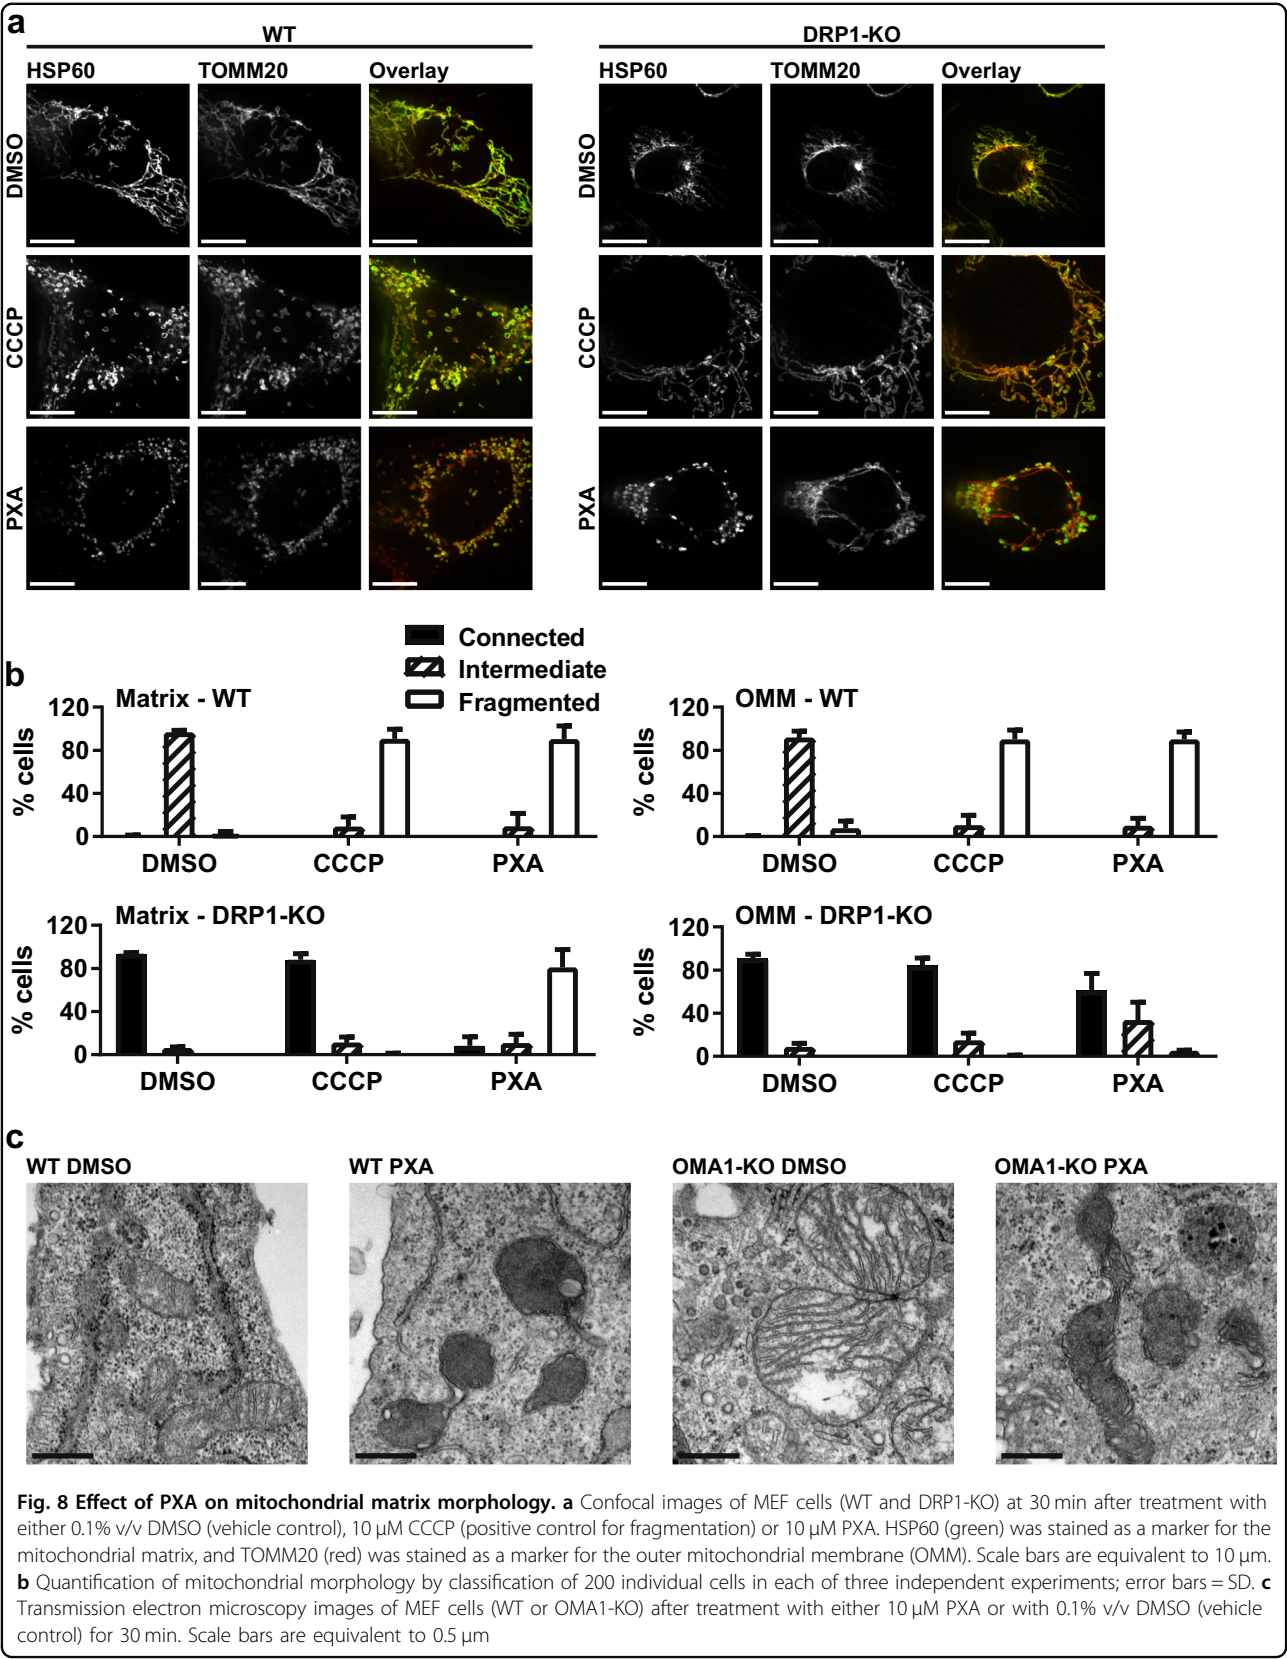 a
WT
DRP1-KO
HSP60 TOMM20 Overlay
HSP60 TOMM20 Overlay
DMSO
DMSO
CCCP
CCCP
PXA
PXA
b
Connected
Intermediate
Fragmented
Matrix - WT
% cells
120
80
40
0
DMSO CCCP PXA
OMM - WT
% cells
120
80
40
0
DMSO CCCP PXA
Matrix - DRP1-KO
% cells
120
80
40
0
DMSO CCCP PXA
OMM - DRP1-KO
% cells
120
80
40
0
DMSO CCCP PXA
c
WT DMSO WT PXA OMA1-KO DMSO OMA1-KO PXA
Fig. 8 Effect of PXA on mitochondrial matrix morphology. a Confocal images of MEF cells (WT and DRP1-KO) at 30 min after treatment with
either 0.1% v/v DMSO (vehicle control), 10 µM CCCP (positive control for fragmentation) or 10 µM PXA. HSP60 (green) was stained as a marker for the
mitochondrial matrix, and TOMM20 (red) was stained as a marker for the outer mitochondrial membrane (OMM). Scale bars are equivalent to 10 µm.
b Quantification of mitochondrial morphology by classification of 200 individual cells in each of three independent experiments; error bars = SD. c
Transmission electron microscopy images of MEF cells (WT or OMA1-KO) after treatment with either 10 µM PXA or with 0.1% v/v DMSO (vehicle
control) for 30 min. Scale bars are equivalent to 0.5 µm